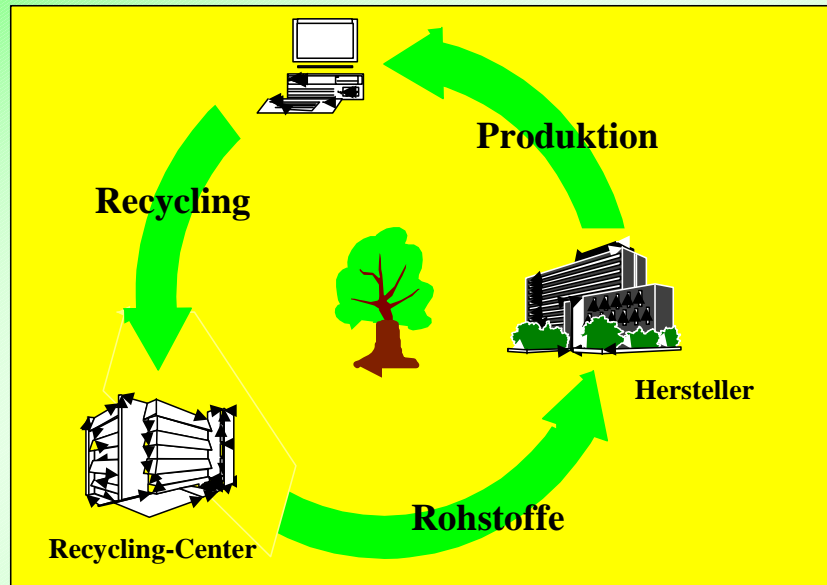 Produktion
Recycling
Hersteller
Rohstoffe
Recycling-Center